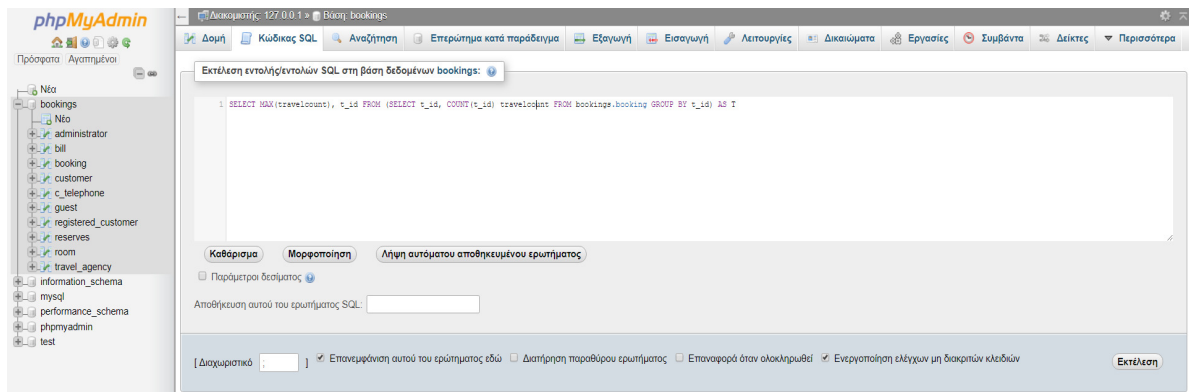 phpMyAdmin
Πρόσφατα Αγαπημένοι
Νέα
bookings
Νέο
administrator
bill
booking
customer
c_telephone
guest
registered_customer
reserves
room
travel_agency
information_schema
mysql
performance_schema
phpmyadmin
test
Διακομιστής: 127.0.0.1 » Βάση: bookings
Δομή Κώδικας SQL Αναζήτηση Επερώτημα κατά παράδειγμα Εξαγωγή Εισαγωγή Λειτουργίες Δικαιώματα Εργασίες Συμβάντα Δείκτες Περισσότερα
Εκτέλεση εντολής/εντολών SQL στη βάση δεδομένων bookings:
1 SELECT MAX(travelcount), t_id FROM (SELECT t_id, COUNT(t_id) travelcount FROM bookings.booking GROUP BY t_id) AS T
Καθάρισμα Μορφοποίηση Λήψη αυτόματου αποθηκευμένου ερωτήματος
Παράμετροι δεσίματος
Αποθήκευση αυτού του ερωτήματος SQL:
[ Διαχωριστικό ; ] Επανεμφάνιση αυτού του ερώτηματος εδώ Διατήρηση παραθύρου ερωτήματος Επαναφορά όταν ολοκληρωθεί Ενεργοποίηση ελέγχων μη διακριτών κλειδιών Εκτέλεση